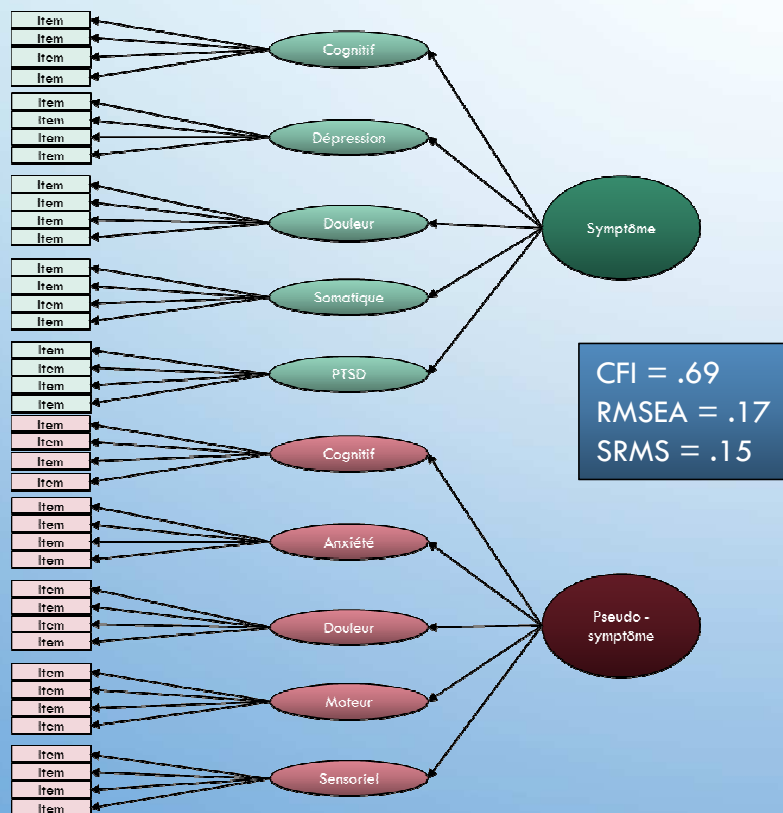 Item
Item
Item
Item
Cognitif
Item
Item
Item
Item
Dépression
Item
Item
Item
Item
Douleur
Item
Item
Item
Item
Somatique
Item
Item
Item
Item
PTSD
Symptôme
CFI = .69
RMSEA = .17
SRMS = .15
Item
Item
Item
Item
Cognitif
Item
Item
Item
Item
Anxiété
Item
Item
Item
Item
Douleur
Item
Item
Item
Item
Moteur
Item
Item
Item
Item
Sensoriel
Pseudo -
symptôme